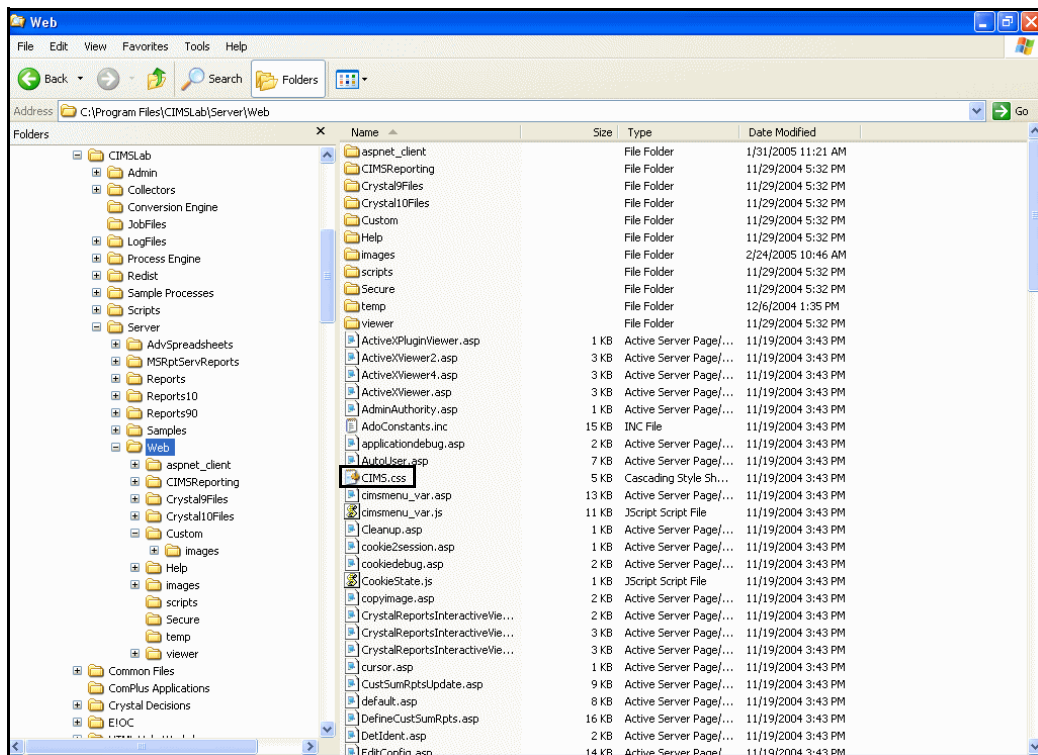 Web
File Edit View Favorites Tools Help
Back Search Folders
Address C:\Program Files\CIMSLab\Server\Web Go
Folders X
CIMSLab
Admin
Collectors
Conversion Engine
JobFiles
LogFiles
Process Engine
Redist
Sample Processes
Scripts
Server
AdvSpreadsheets
MSRptServReports
Reports
Reports10
Reports90
Samples
Web
aspnet_client
CIMSReporting
Crystal9Files
Crystal10Files
Custom
images
Help
images
scripts
Secure
temp
viewer
Common Files
ComPlus Applications
Crystal Decisions
E!OC
Name Size Type Date Modified
aspnet_client File Folder 1/31/2005 11:21 AM
CIMSReporting File Folder 11/29/2004 5:32 PM
Crystal9Files File Folder 11/29/2004 5:32 PM
Crystal10Files File Folder 11/29/2004 5:32 PM
Custom File Folder 11/29/2004 5:32 PM
Help File Folder 11/29/2004 5:32 PM
images File Folder 2/24/2005 10:46 AM
scripts File Folder 11/29/2004 5:32 PM
Secure File Folder 11/29/2004 5:32 PM
temp File Folder 12/6/2004 1:35 PM
viewer File Folder 11/29/2004 5:32 PM
ActiveXPluginViewer.asp 1 KB Active Server Page/... 11/19/2004 3:43 PM
ActiveXViewer2.asp 3 KB Active Server Page/... 11/19/2004 3:43 PM
ActiveXViewer4.asp 3 KB Active Server Page/... 11/19/2004 3:43 PM
ActiveXViewer.asp 3 KB Active Server Page/... 11/19/2004 3:43 PM
AdminAuthority.asp 1 KB Active Server Page/... 11/19/2004 3:43 PM
AdoConstants.inc 15 KB INC File 11/19/2004 3:43 PM
applicationdebug.asp 2 KB Active Server Page/... 11/19/2004 3:43 PM
AutoUser.asp 7 KB Active Server Page/... 11/19/2004 3:43 PM
CIMS.css 5 KB Cascading Style Sh... 11/19/2004 3:43 PM
cimsmenu_var.asp 13 KB Active Server Page/... 11/19/2004 3:43 PM
cimsmenu_var.js 11 KB JScript Script File 11/19/2004 3:43 PM
Cleanup.asp 1 KB Active Server Page/... 11/19/2004 3:43 PM
cookie2session.asp 1 KB Active Server Page/... 11/19/2004 3:43 PM
cookiedebug.asp 2 KB Active Server Page/... 11/19/2004 3:43 PM
CookieState.js 1 KB JScript Script File 11/19/2004 3:43 PM
copyimage.asp 2 KB Active Server Page/... 11/19/2004 3:43 PM
CrystalReportsInteractiveVie... 2 KB Active Server Page/... 11/19/2004 3:43 PM
CrystalReportsInteractiveVie... 3 KB Active Server Page/... 11/19/2004 3:43 PM
CrystalReportsInteractiveVie... 3 KB Active Server Page/... 11/19/2004 3:43 PM
cursor.asp 1 KB Active Server Page/... 11/19/2004 3:43 PM
CustSumRptsUpdate.asp 9 KB Active Server Page/... 11/19/2004 3:43 PM
default.asp 8 KB Active Server Page/... 11/19/2004 3:43 PM
DefineCustSumRpts.asp 16 KB Active Server Page/... 11/19/2004 3:43 PM
DetIdent.asp 2 KB Active Server Page/... 11/19/2004 3:43 PM
EditConfig.asp 14 KB Active Server Page/ 11/19/2004 3:43 PM